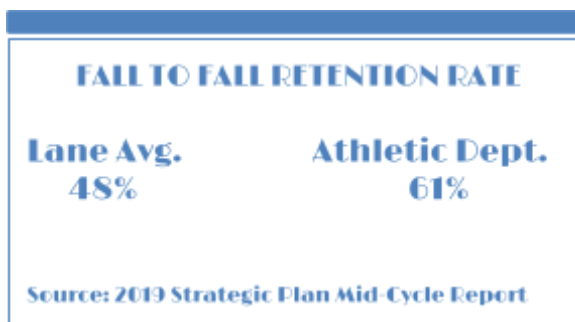 FALL TO FALL RETENTION RATE
Lane Avg. Athletic Dept.
48% 61%
Source: 2019 Strategic Plan Mid-Cycle Report